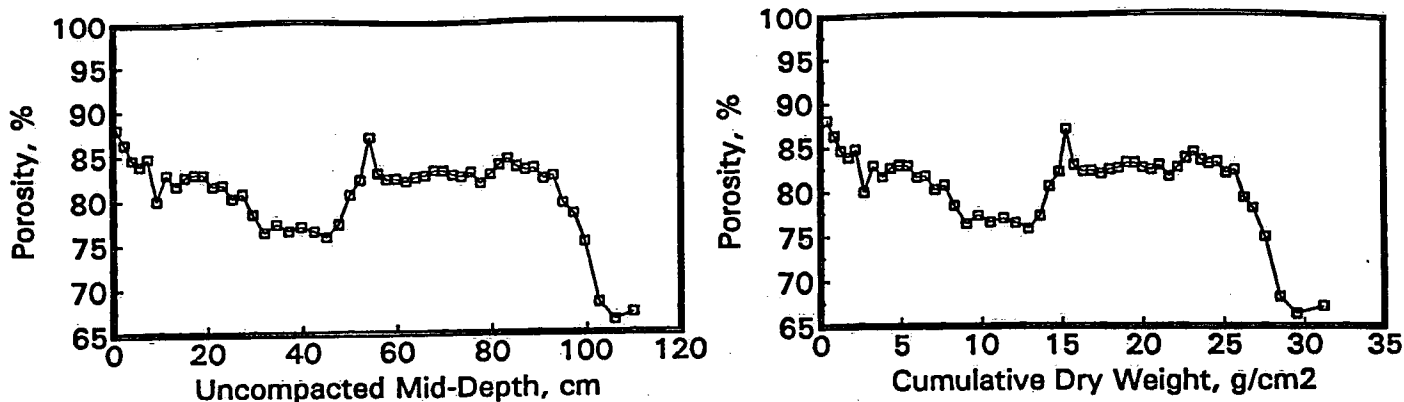 100
95
90
85
80
75
70
65
Porosity, %
0 20 40 60 80 100 120
Uncompacted Mid-Depth, cm
100
95
90
85
80
75
70
65
Porosity, %
0 5 10 15 20 25 30 35
Cumulative Dry Weight, g/cm2